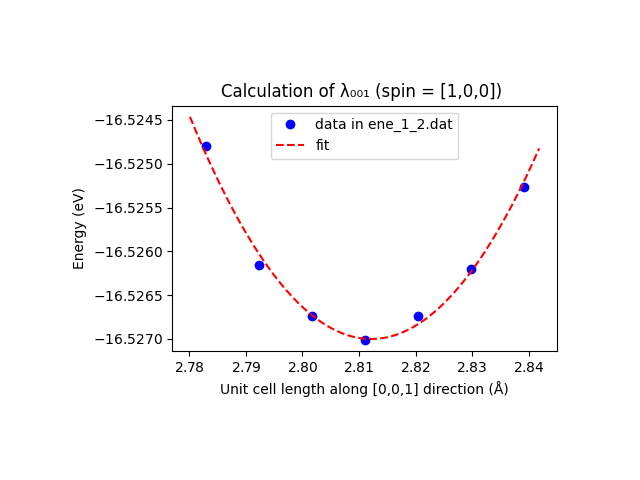 Calculation of λ₀₀₁ (spin = [1,0,0])
data in ene_1_2.dat
fit
Energy (eV)
−16.5245
−16.5250
−16.5255
−16.5260
−16.5265
−16.5270
2.78 2.79 2.80 2.81 2.82 2.83 2.84
Unit cell length along [0,0,1] direction (Å)